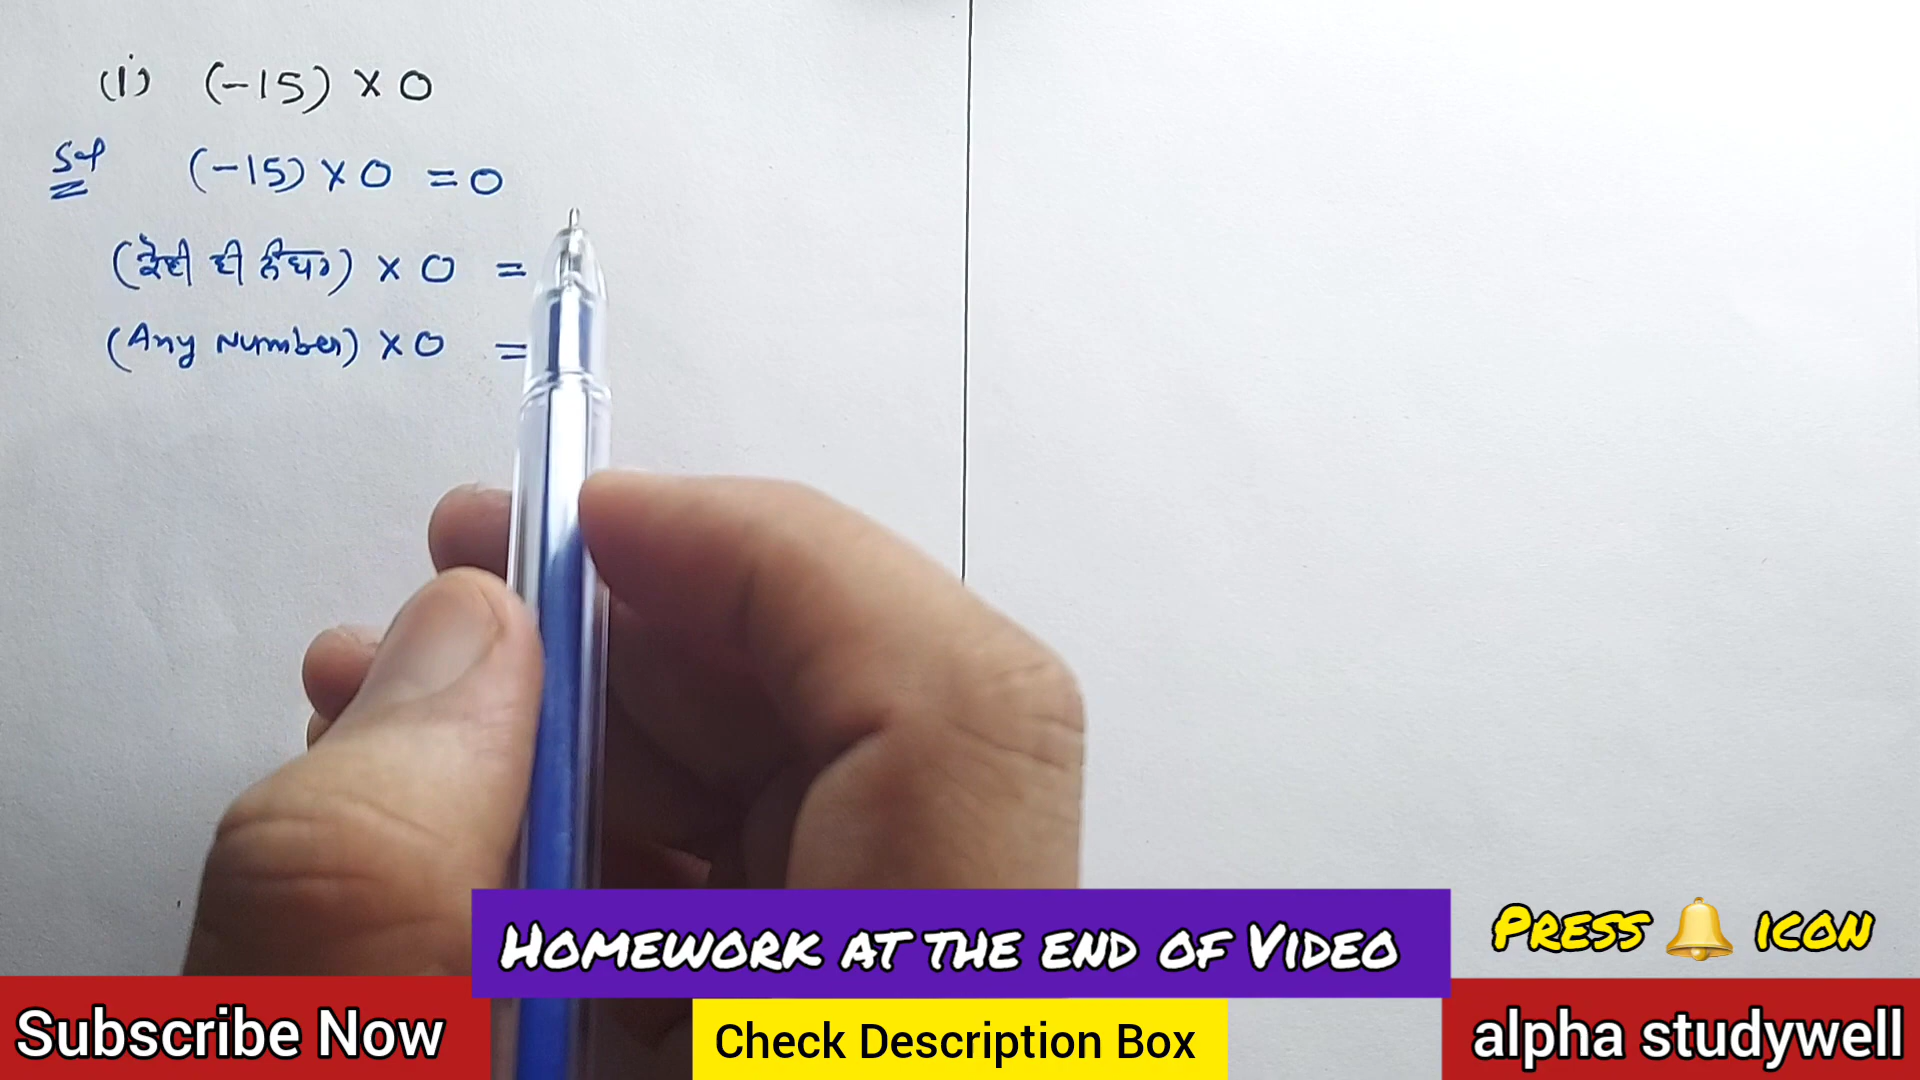 (i) (-15) × 0
Sol (-15) × 0 = 0
(ਕੋਈ ਵੀ ਨੰਬਰ) × 0 =
(Any Number) × 0 =
Homework at the end of Video
Press 🔔 icon
Subscribe Now
Check Description Box
alpha studywell